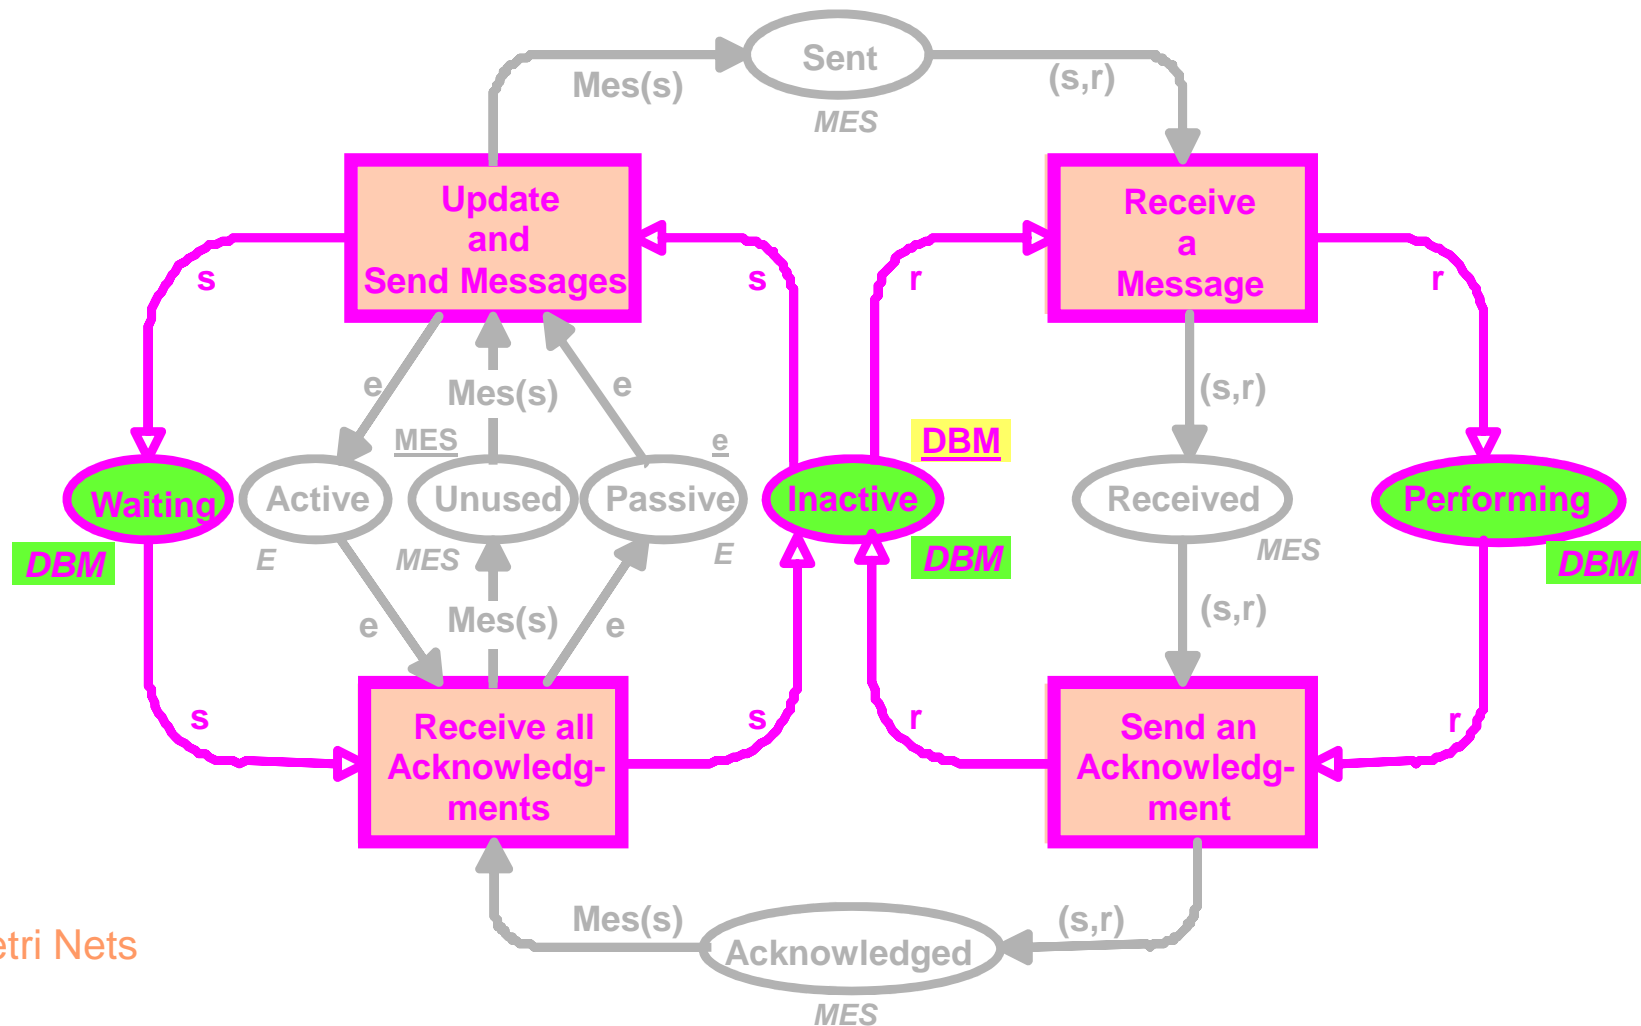 Sent
Mes(s)
(s,r)
MES
Update
and
Send Messages
Receive
a
Message
s
s
r
r
e
Mes(s)
e
(s,r)
MES
e
DBM
Waiting
Active
Unused
Passive
Inactive
Received
Performing
DBM
E
MES
E
DBM
MES
DBM
e
Mes(s)
e
(s,r)
s
s
r
r
Receive all
Acknowledg-
ments
Send an
Acknowledg-
ment
Mes(s)
(s,r)
Acknowledged
MES
etri Nets